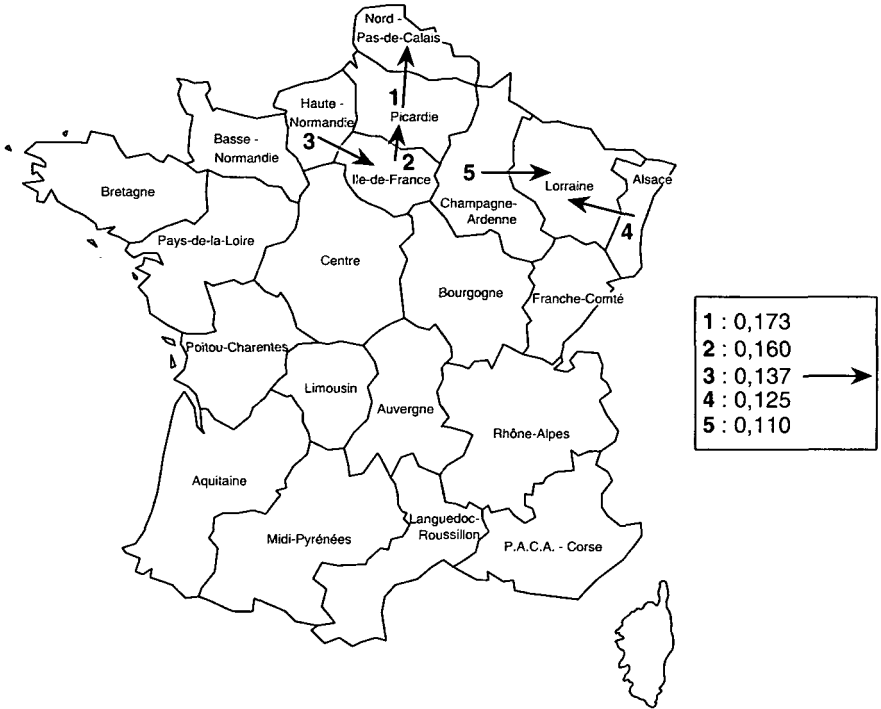 Nord -
Pas-de-Calais
1
Picardie
Haute -
Normandie
3
2
Ile-de-France
Basse -
Normandie
5
Lorraine
Alsace
Bretagne
Champagne-
Ardenne
4
Pays-de-la-Loire
Centre
Bourgogne
Franche-Comté
Poitou-Charentes
Limousin
Auvergne
Rhône-Alpes
Aquitaine
Midi-Pyrénées
Languedoc-
Roussillon
P.A.C.A. - Corse
1 : 0,173
2 : 0,160
3 : 0,137
4 : 0,125
5 : 0,110